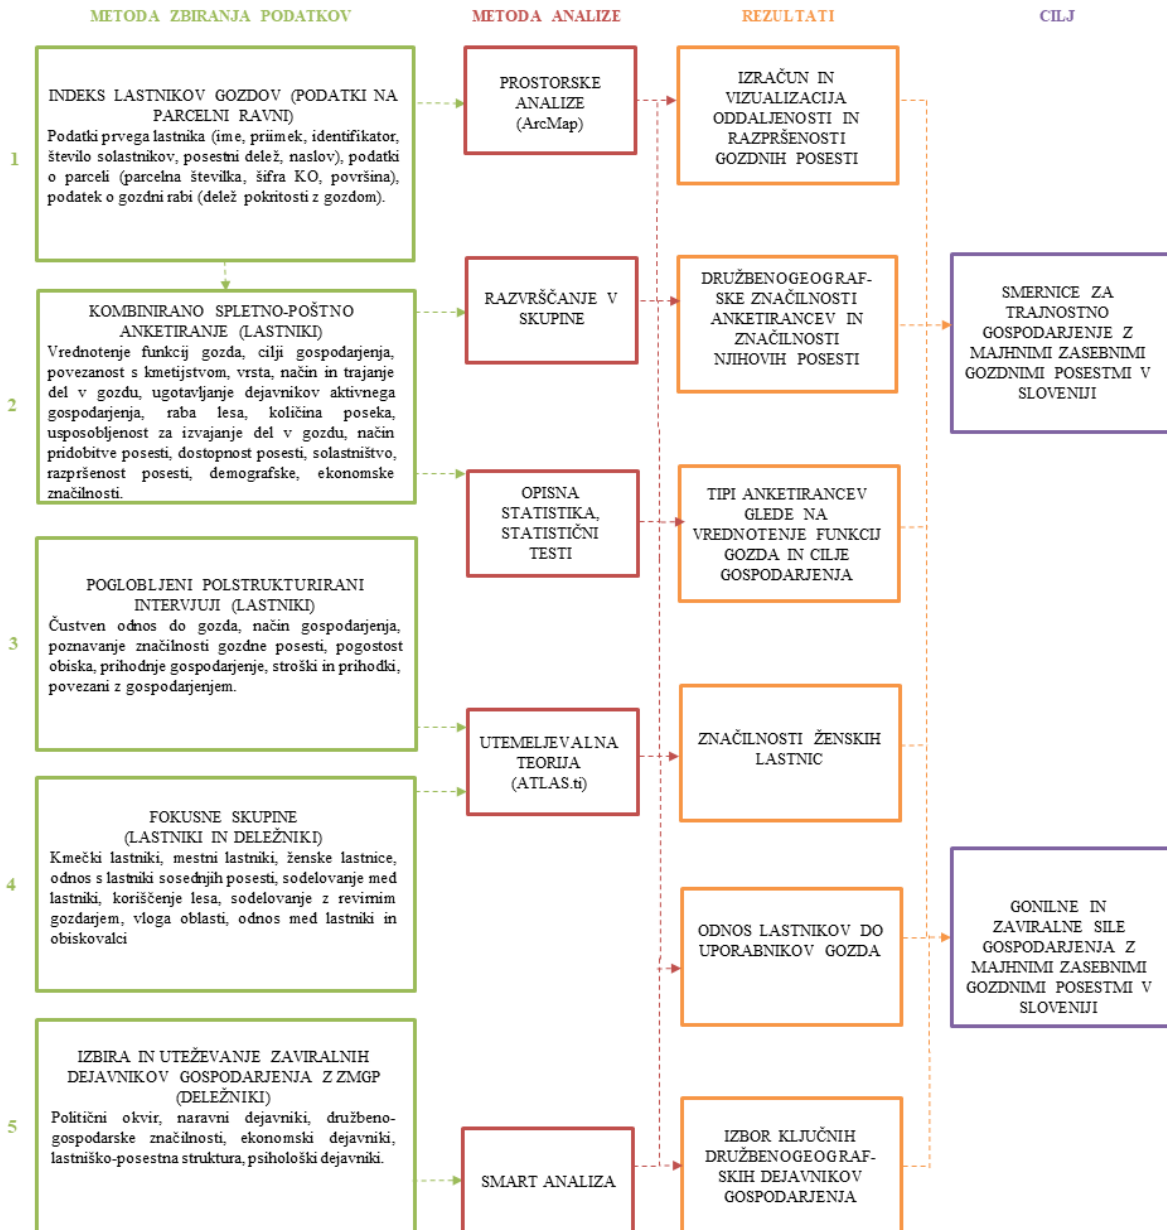 METODA ZBIRANJA PODATKOV
METODA ANALIZE
REZULTATI
CILJ
1
INDEKS LASTNIKOV GOZDOV (PODATKI NA
PARCELNI RAVNI)
Podatki prvega lastnika (ime, priimek, identifikator,
število solastnikov, posestni delež, naslov), podatki
o parceli (parcelna številka, šifra KO, površina),
podatek o gozdni rabi (delež pokritosti z gozdom).
PROSTORSKE
ANALIZE
(ArcMap)
IZRAČUN IN
VIZUALIZACIJA
ODDALJENOSTI IN
RAZPRŠENOSTI
GOZDNIH POSESTI
2
KOMBINIRANO SPLETNO-POŠTNO
ANKETIRANJE (LASTNIKI)
Vrednotenje funkcij gozda, cilji gospodarjenja,
povezanost s kmetijstvom, vrsta, način in trajanje
del v gozdu, ugotavljanje dejavnikov aktivnega
gospodarjenja, raba lesa, količina poseka,
usposobljenost za izvajanje del v gozdu, način
pridobitve posesti, dostopnost posesti, solastništvo,
razpršenost posesti, demografske, ekonomske
značilnosti.
RAZVRŠČANJE V
SKUPINE
DRUŽBENOGEOGRAF-
SKE ZNAČILNOSTI
ANKETIRANCEV IN
ZNAČILNOSTI
NJIHOVIH POSESTI
SMERNICE ZA
TRAJNOSTNO
GOSPODARJENJE Z
MAJHNIMI ZASEBNIMI
GOZDNIMI POSESTMI V
SLOVENIJI
OPISNA
STATISTIKA,
STATISTIČNI
TESTI
TIPI ANKETIRANCEV
GLEDE NA
VREDNOTENJE FUNKCIJ
GOZDA IN CILJE
GOSPODARJENJA
3
POGLOBLJENI POLSTRUKTURIRANI
INTERVJUJI (LASTNIKI)
Čustven odnos do gozda, način gospodarjenja,
poznavanje značilnosti gozdne posesti, pogostost
obiska, prihodnje gospodarjenje, stroški in prihodki,
povezani z gospodarjenjem.
UTEMELJEVALNA
TEORIJA
(ATLAS.ti)
ZNAČILNOSTI ŽENSKIH
LASTNIC
4
FOKUSNE SKUPINE
(LASTNIKI IN DELEŽNIKI)
Kmečki lastniki, mestni lastniki, ženske lastnice,
odnos s lastniki sosednjih posesti, sodelovanje med
lastniki, koriščenje lesa, sodelovanje z revirnim
gozdarjem, vloga oblasti, odnos med lastniki in
obiskovalci
ODNOS LASTNIKOV DO
UPORABNIKOV GOZDA
GONILNE IN
ZAVIRALNE SILE
GOSPODARJENJA Z
MAJHNIMI ZASEBNIMI
GOZDNIMI POSESTMI V
SLOVENIJI
5
IZBIRA IN UTEŽEVANJE ZAVIRALNIH
DEJAVNIKOV GOSPODARJENJA Z ZMGP
(DELEŽNIKI)
Politični okvir, naravni dejavniki, družbeno-
gospodarske značilnosti, ekonomski dejavniki,
lastniško-posestna struktura, psihološki dejavniki.
SMART ANALIZA
IZBOR KLJUČNIH
DRUŽBENOGEOGRAF-
SKIH DEJAVNIKOV
GOSPODARJENJA